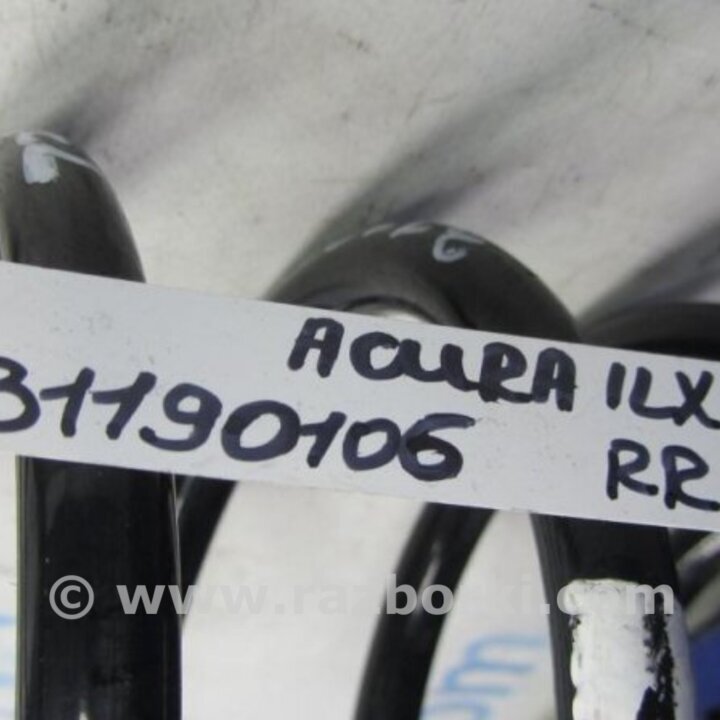 ACURA ILX
31190106 RR
© www.razborki.com